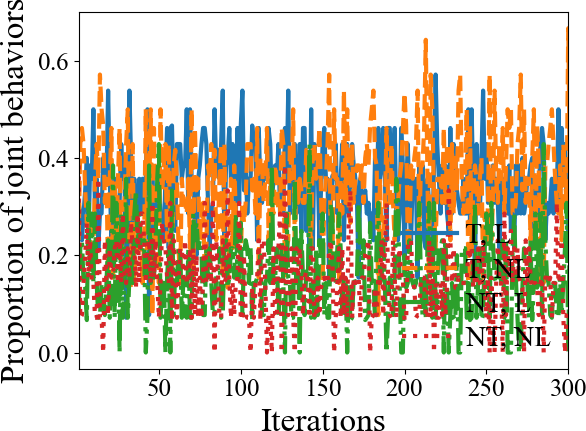 Proportion of joint behaviors
0.6
0.4
0.2
0.0
T, L
T, NL
NT, L
NT, NL
50
100
150
200
250
300
Iterations